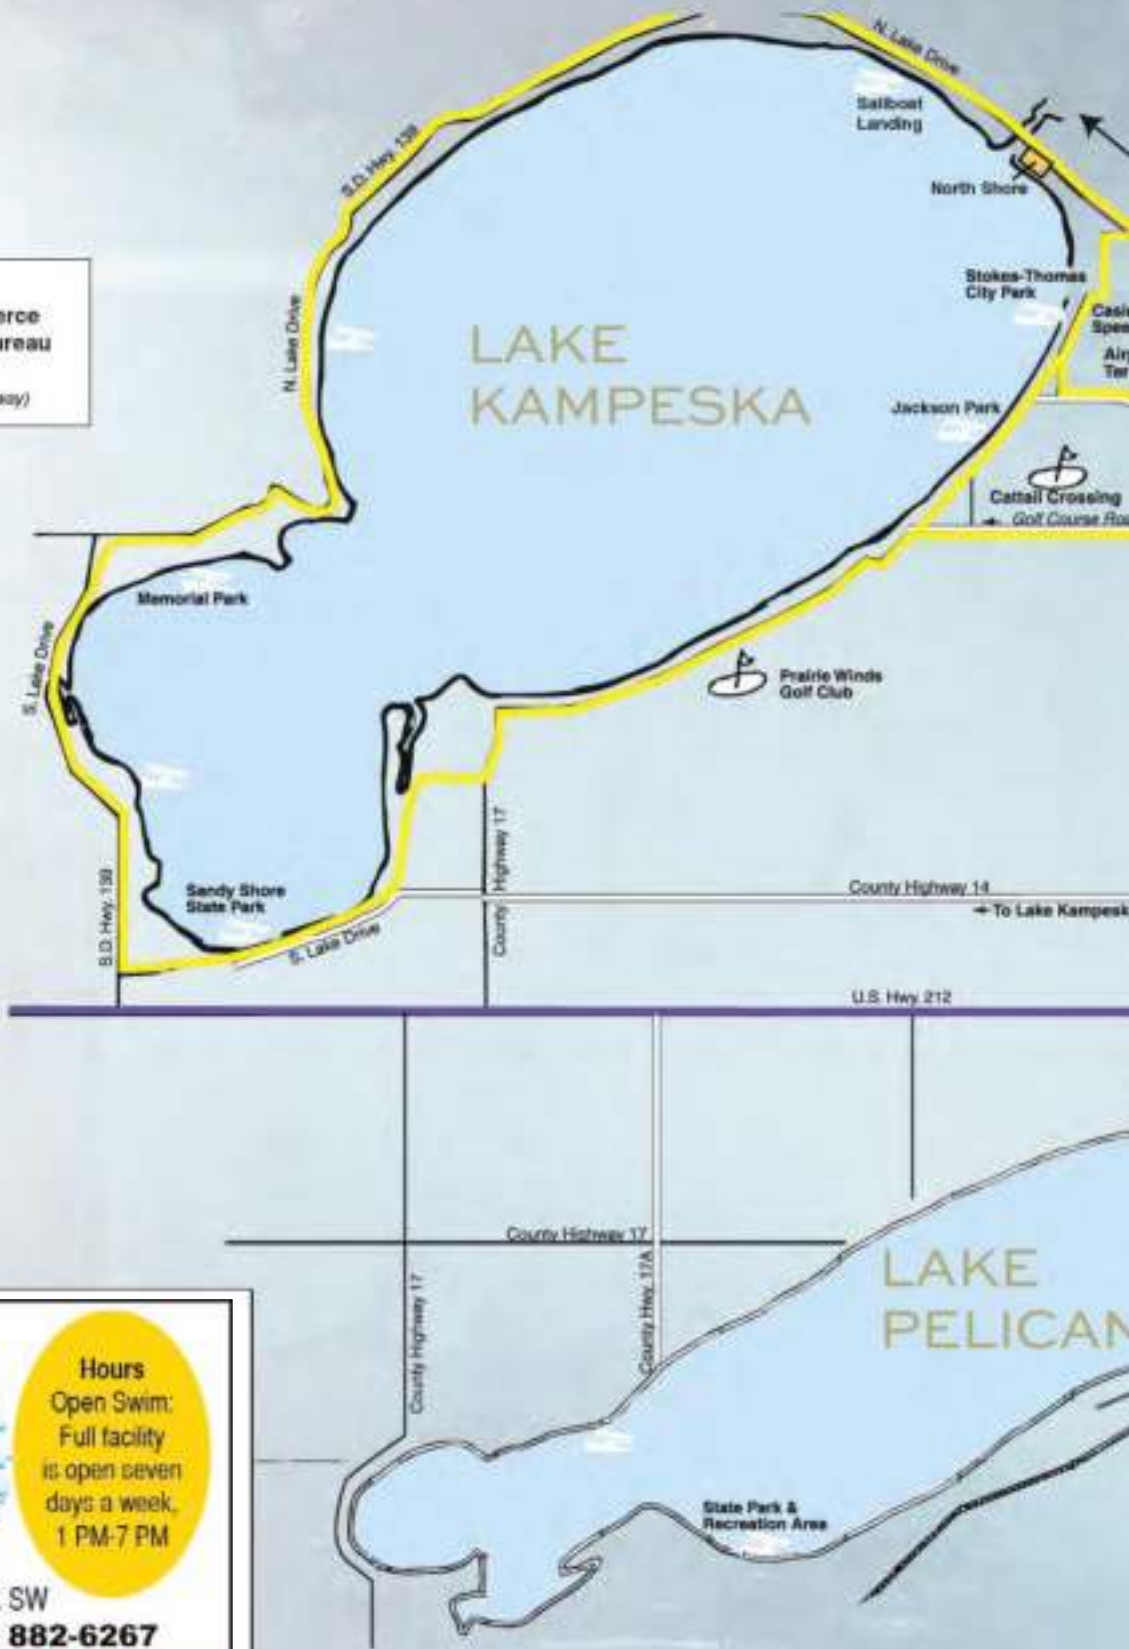 N. Lake Drive
Sailboat
Landing
S.D. Hwy. 139
North Shore
Stokes-Thomas
City Park
N. Lake Drive
LAKE
KAMPESKA
Jackson Park
Cattail Crossing
Golf Course
Memorial Park
S. Lake Drive
Prairie Winds
Golf Club
County Highway 17
Sandy Shore
State Park
County Highway 14
To Lake
S.D. Hwy. 139
S. Lake Drive
U.S. Hwy. 212
County Highway 17
County Hwy. 17A
County Highway 17
LAKE
PELICAN
State Park &
Recreation Area
Hours
Open Swim:
Full facility
is open seven
days a week,
1 PM-7 PM
SW
882-6267